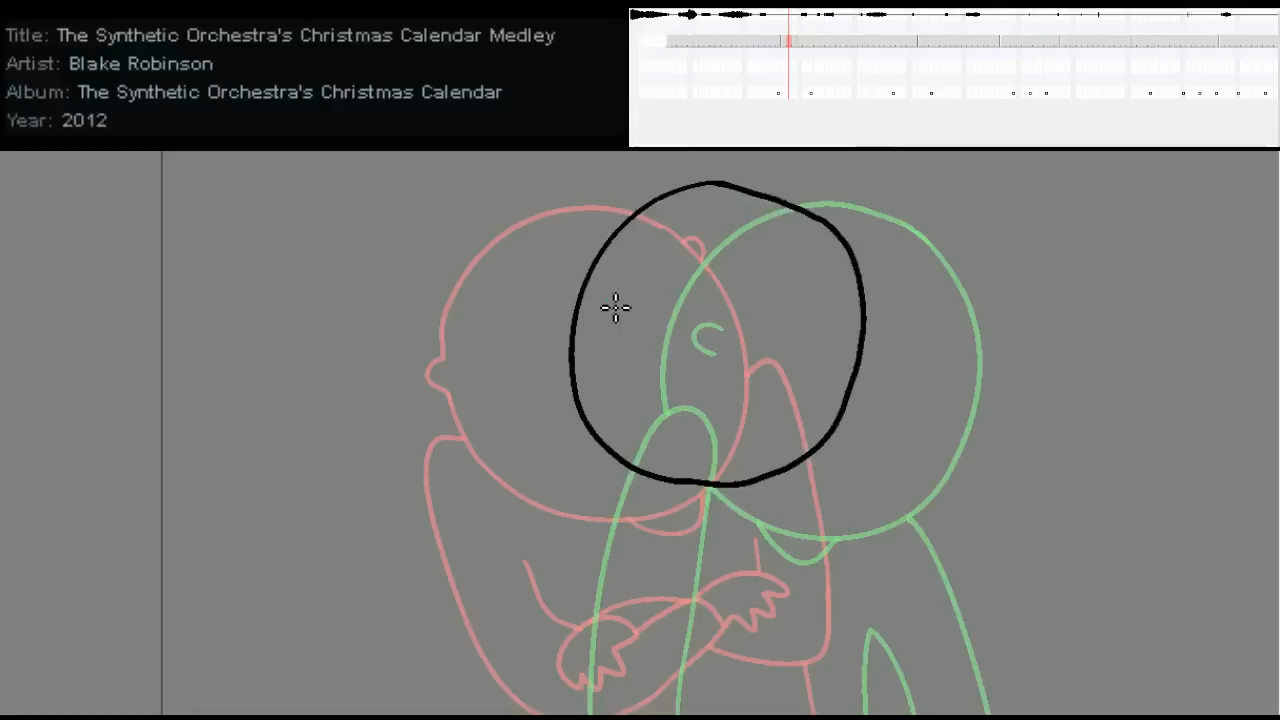 Title: The Synthetic Orchestra's Christmas Calendar Medley
Artist: Blake Robinson
Album: The Synthetic Orchestra's Christmas Calendar
Year: 2012